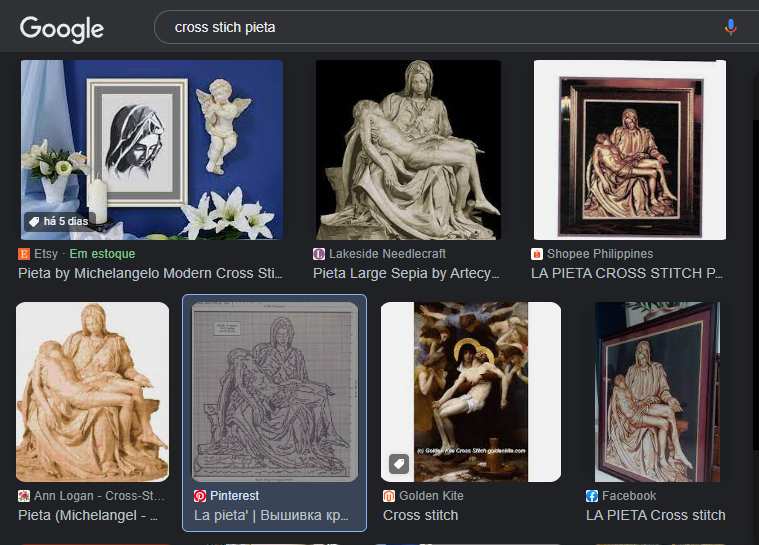 Google
cross stich pieta
há 5 dias
Etsy · Em estoque
Pieta by Michelangelo Modern Cross Sti...
Lakeside Needlecraft
Pieta Large Sepia by Artecy...
Shopee Philippines
LA PIETA CROSS STITCH P...
(c) Golden Kite Cross Stitch-goldenkite.com
Ann Logan - Cross-St...
Pieta (Michelangel - ...
Pinterest
La pieta' | Вышивка кр...
Golden Kite
Cross stitch
Facebook
LA PIETA Cross stitch